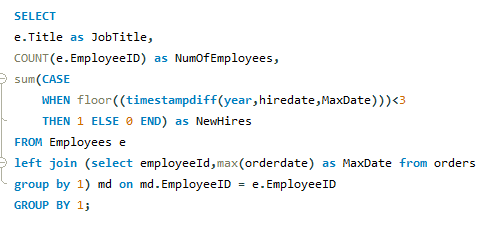 SELECT
e.Title as JobTitle,
COUNT(e.EmployeeID) as NumOfEmployees,
sum(CASE
WHEN floor((timestampdiff(year,hiredate,MaxDate)))<3
THEN 1 ELSE 0 END) as NewHires
FROM Employees e
left join (select employeeId,max(orderdate) as MaxDate from orders
group by 1) md on md.EmployeeID = e.EmployeeID
GROUP BY 1;